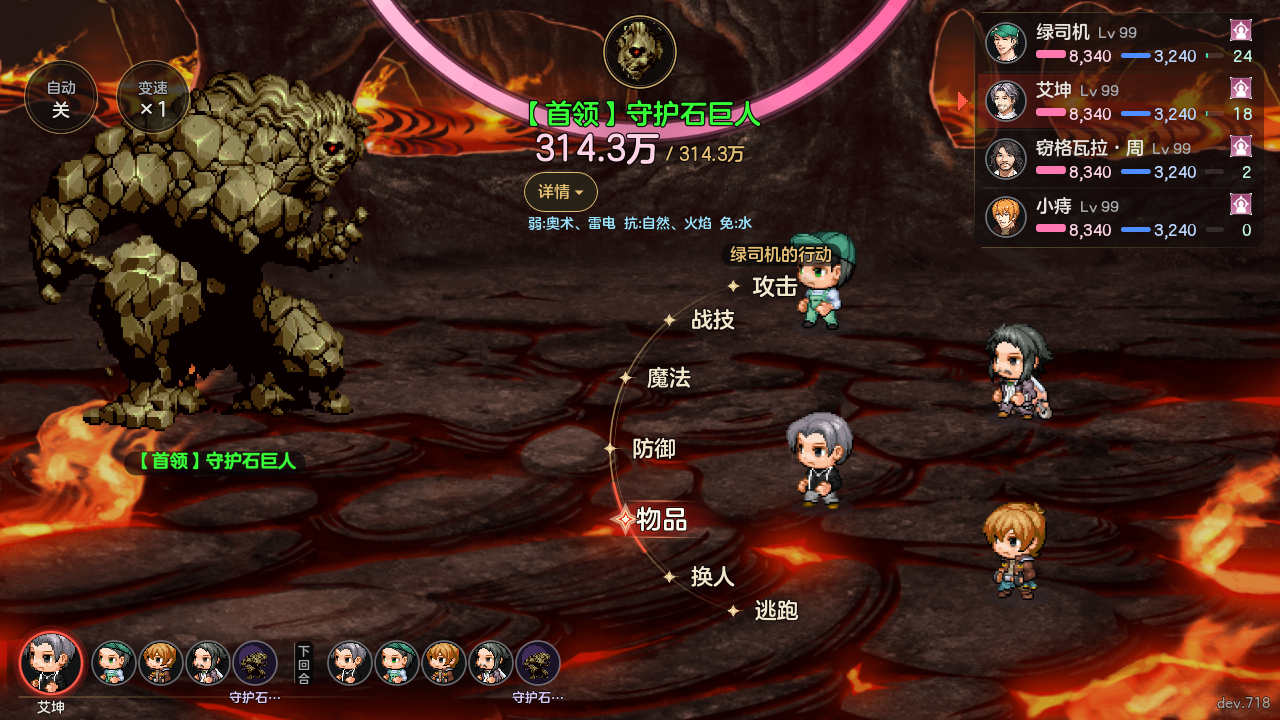 自动
关
变速
×1
【首领】守护石巨人
314.3万 / 314.3万
详情
弱:奥术、雷电 抗:自然、火焰 免:水
绿司机 Lv 99
8,340 3,240 24
艾坤 Lv 99
8,340 3,240 18
窃格瓦拉·周 Lv 99
8,340 3,240 2
小痔 Lv 99
8,340 3,240 0
绿司机的行动
攻击
战技
魔法
防御
物品
换人
逃跑
【首领】守护石巨人
艾坤
守护石…
下回合
守护石…
dev.718